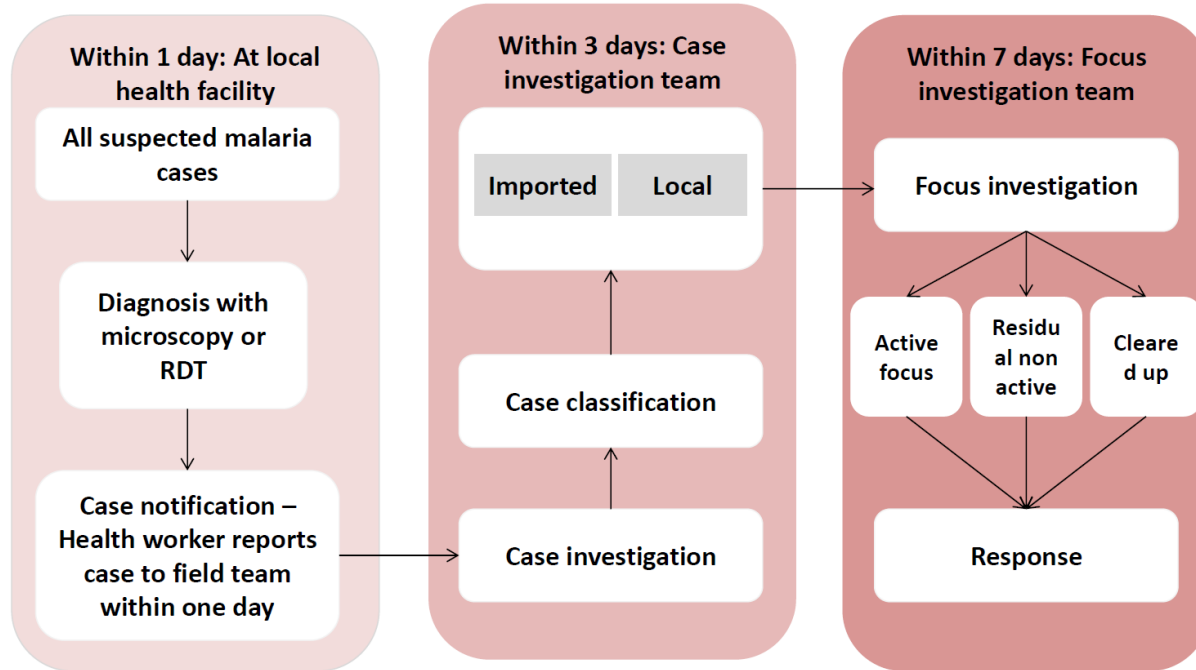 Within 1 day: At local
health facility
All suspected malaria
cases
Diagnosis with
microscopy or
RDT
Case notification –
Health worker reports
case to field team
within one day
Within 3 days: Case
investigation team
Imported
Local
Case classification
Case investigation
Within 7 days: Focus
investigation team
Focus investigation
Active
focus
Residu
al non
active
Cleare
d up
Response